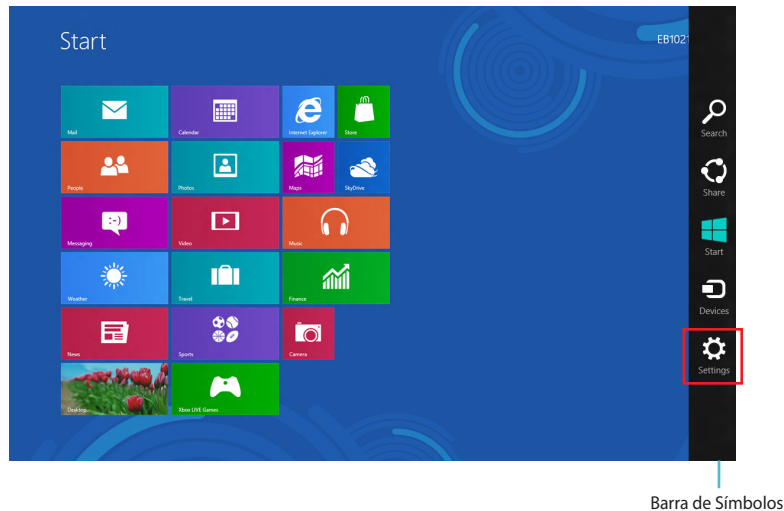 Start
EB1021
Search
Share
Start
Devices
Settings
Mail
Calendar
Internet Explorer
Store
People
Photos
Maps
SkyDrive
Messaging
Video
Music
Weather
Travel
Finance
News
Sports
Camera
Desktop
Xbox LIVE Games
Barra de Símbolos